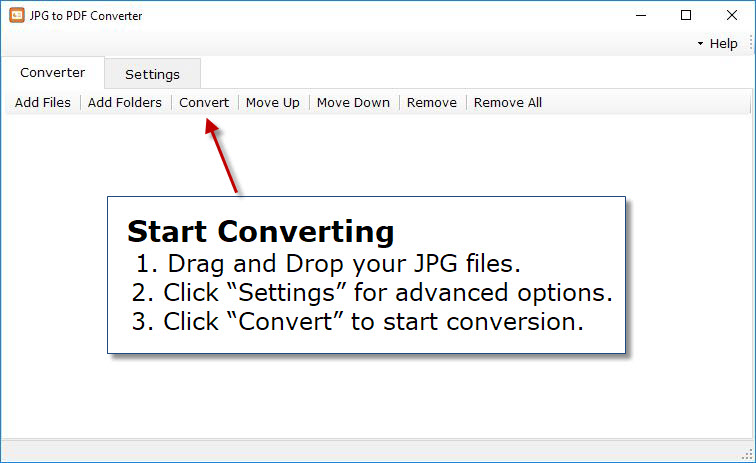 JPG to PDF Converter
Help
Converter Settings
Add Files Add Folders Convert Move Up Move Down Remove Remove All
Start Converting
1. Drag and Drop your JPG files.
2. Click “Settings” for advanced options.
3. Click “Convert” to start conversion.